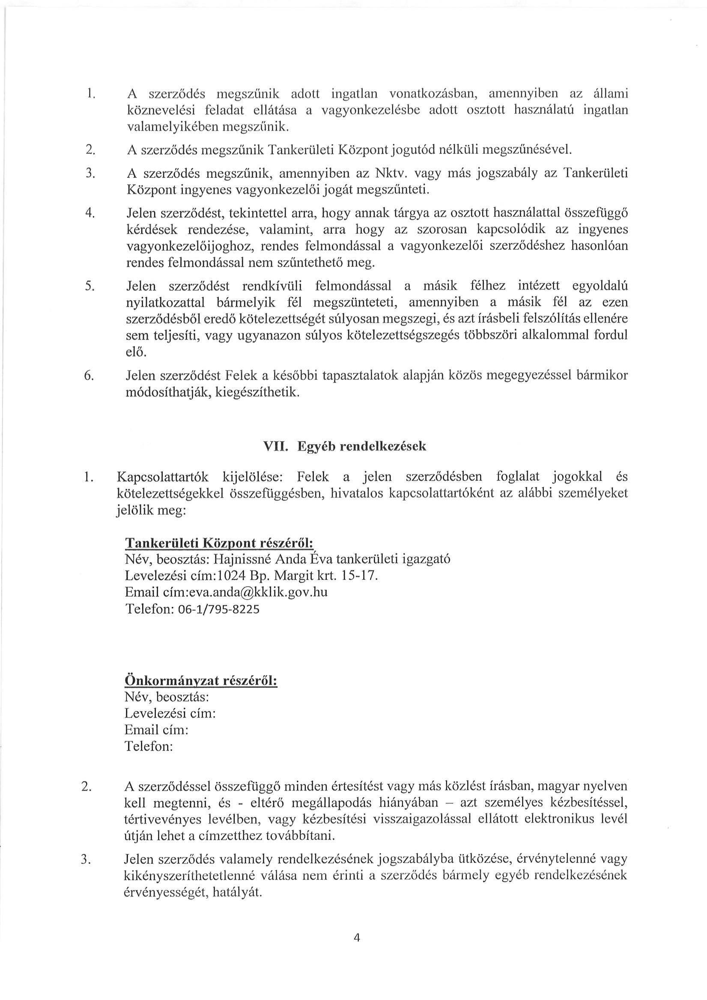 1. A szerződés megszűnik adott ingatlan vonatkozásban, amennyiben az állami
köznevelési feladat ellátása a vagyonkezelésbe adott osztott használatú ingatlan
valamelyikében megszűnik.
2. A szerződés megszűnik Tankerületi Központ jogutód nélküli megszűnésével.
3. A szerződés megszűnik, amennyiben az Nktv. vagy más jogszabály az Tankerületi
Központ ingyenes vagyonkezelői jogát megszűnteti.
4. Jelen szerződést, tekintettel arra, hogy annak tárgya az osztott használattal összefüggő
kérdések rendezése, valamint, arra hogy az szorosan kapcsolódik az ingyenes
vagyonkezelőijoghoz, rendes felmondással a vagyonkezelői szerződéshez hasonlóan
rendes felmondással nem szűntethető meg.
5. Jelen szerződést rendkívüli felmondással a másik félhez intézett egyoldalú
nyilatkozattal bármelyik fél megszünteteti, amennyiben a másik fél az ezen
szerződésből eredő kötelezettségét súlyosan megszegi, és azt írásbeli felszólítás ellenére
sem teljesíti, vagy ugyanazon súlyos kötelezettségszegés többszöri alkalommal fordul
elő.
6. Jelen szerződést Felek a későbbi tapasztalatok alapján közös megegyezéssel bármikor
módosíthatják, kiegészíthetik.
VII. Egyéb rendelkezések
1. Kapcsolattartók kijelölése: Felek a jelen szerződésben foglalat jogokkal és
kötelezettségekkel összefüggésben, hivatalos kapcsolattartóként az alábbi személyeket
jelölik meg:
Tankerületi Központ részéről:
Név, beosztás: Hajnissné Anda Éva tankerületi igazgató
Levelezési cím:1024 Bp. Margit krt. 15-17.
Email cím:eva.anda@kklik.gov.hu
Telefon: 06-1/795-8225
Önkormányzat részéről:
Név, beosztás:
Levelezési cím:
Email cím:
Telefon:
2. A szerződéssel összefüggő minden értesítést vagy más közlést írásban, magyar nyelven
kell megtenni, és - eltérő megállapodás hiányában – azt személyes kézbesítéssel,
tértivevényes levélben, vagy kézbesítési visszaigazolással ellátott elektronikus levél
útján lehet a címzetthez továbbítani.
3. Jelen szerződés valamely rendelkezésének jogszabályba ütközése, érvénytelenné vagy
kikényszeríthetetlenné válása nem érinti a szerződés bármely egyéb rendelkezésének
érvényességét, hatályát.
4